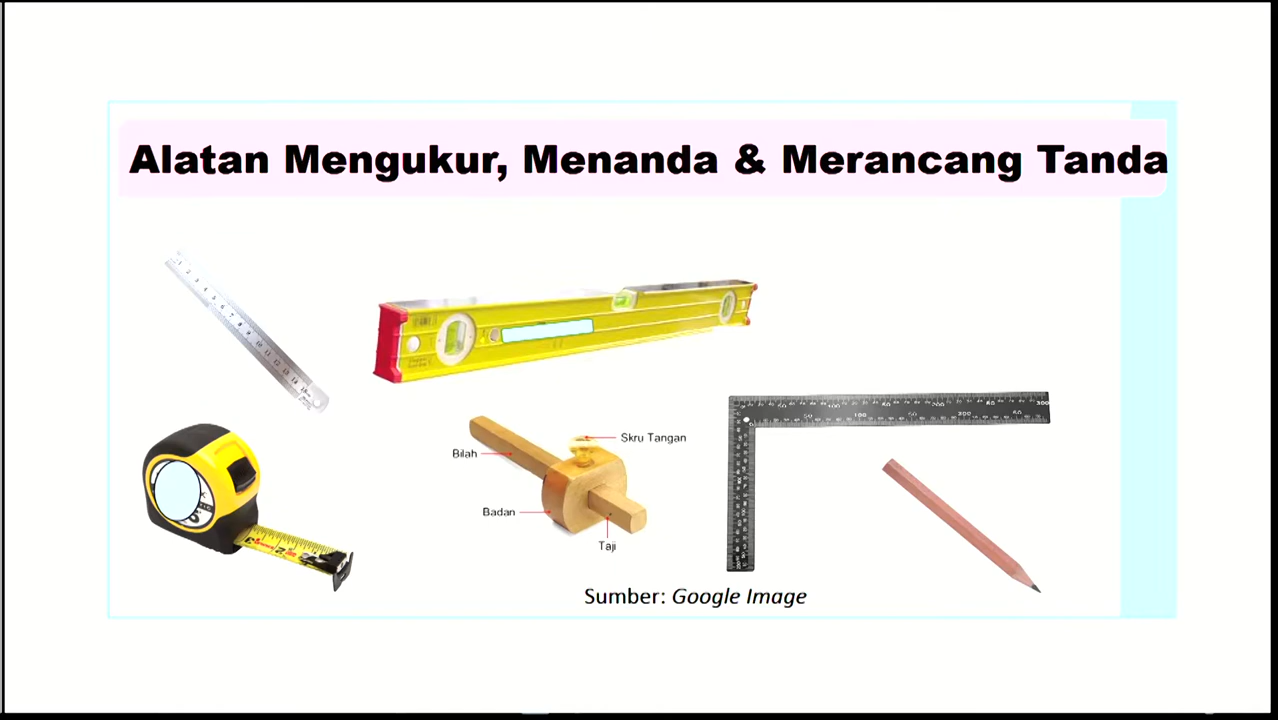 Alatan Mengukur, Menanda & Merancang Tanda
Skru Tangan
Bilah
Badan
Taji
Sumber: Google Image